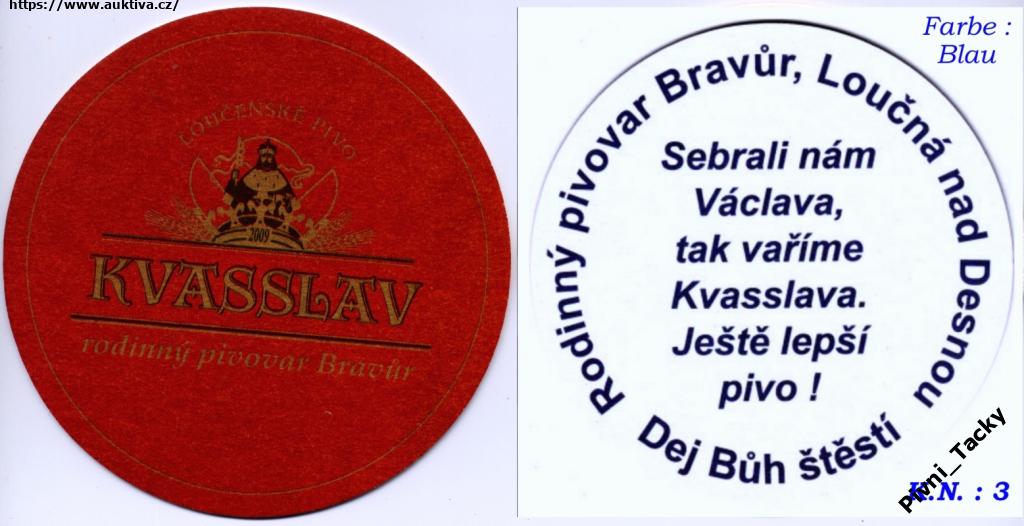 https://www.auktiva.cz/
LOUČENSKÉ PIVO
2009
KVASSLAV
rodinný pivovar Bravůr
Farbe :
Blau
Rodinný pivovar Bravůr, Loučná nad Desnou
Sebrali nám
Václava,
tak vaříme
Kvasslava.
Ještě lepší
pivo !
Dej Bůh štěstí
Pivni_Tacky
K.N. : 3